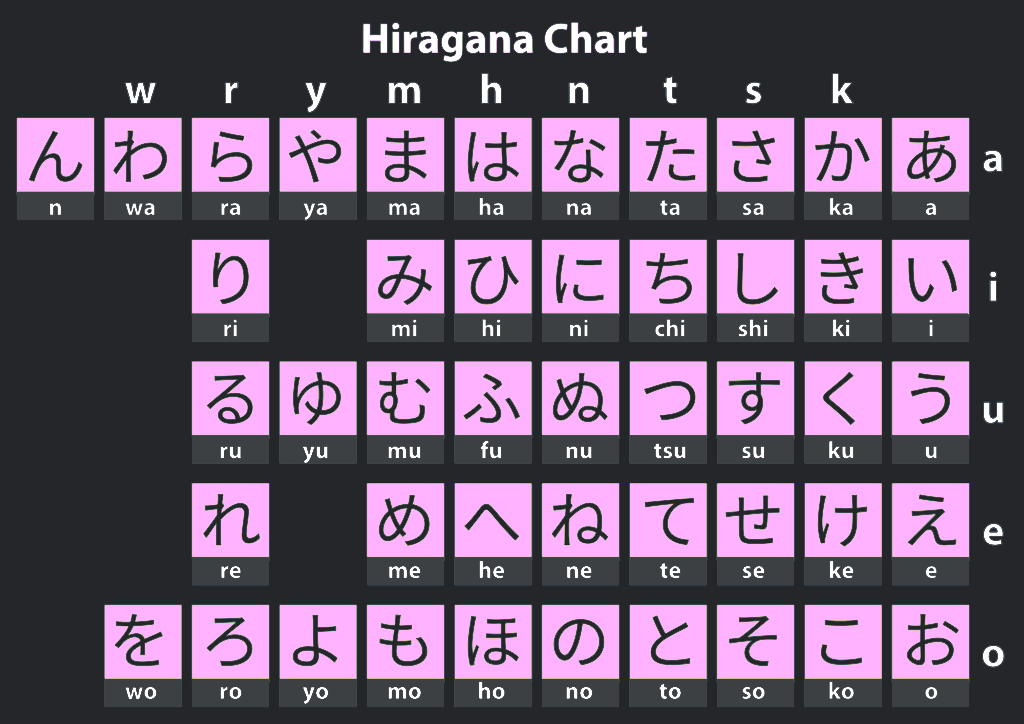 Hiragana Chart
w r y m h n t s k
ん わ ら や ま は な た さ か あ a
n wa ra ya ma ha na ta sa ka a
り み ひ に ち し き い i
ri mi hi ni chi shi ki i
る ゆ む ふ ぬ つ す く う u
ru yu mu fu nu tsu su ku u
れ め へ ね て せ け え e
re me he ne te se ke e
を ろ よ も ほ の と そ こ お o
wo ro yo mo ho no to so ko o